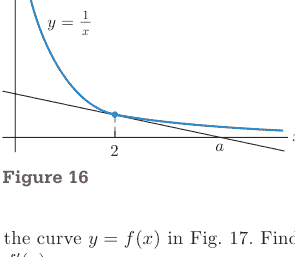 y = 1/x
2
a
Figure 16
the curve y = f(x) in Fig. 17. Find